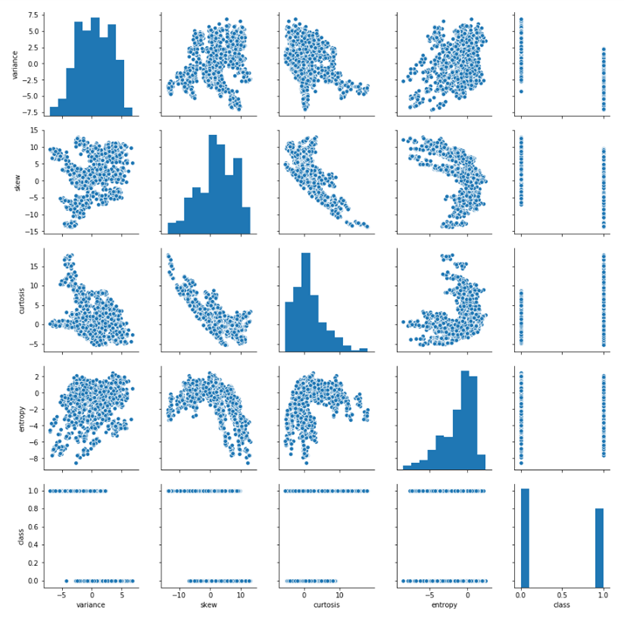 7.5
5.0
2.5
0.0
−2.5
−5.0
−7.5
variance
15
10
5
0
−5
−10
−15
skew
15
10
5
0
−5
curtosis
2
0
−2
−4
−6
−8
entropy
1.0
0.8
0.6
0.4
0.2
0.0
class
−5 0 5
variance
−10 0 10
skew
0 10
curtosis
−5 0
entropy
0.0 0.5 1.0
class